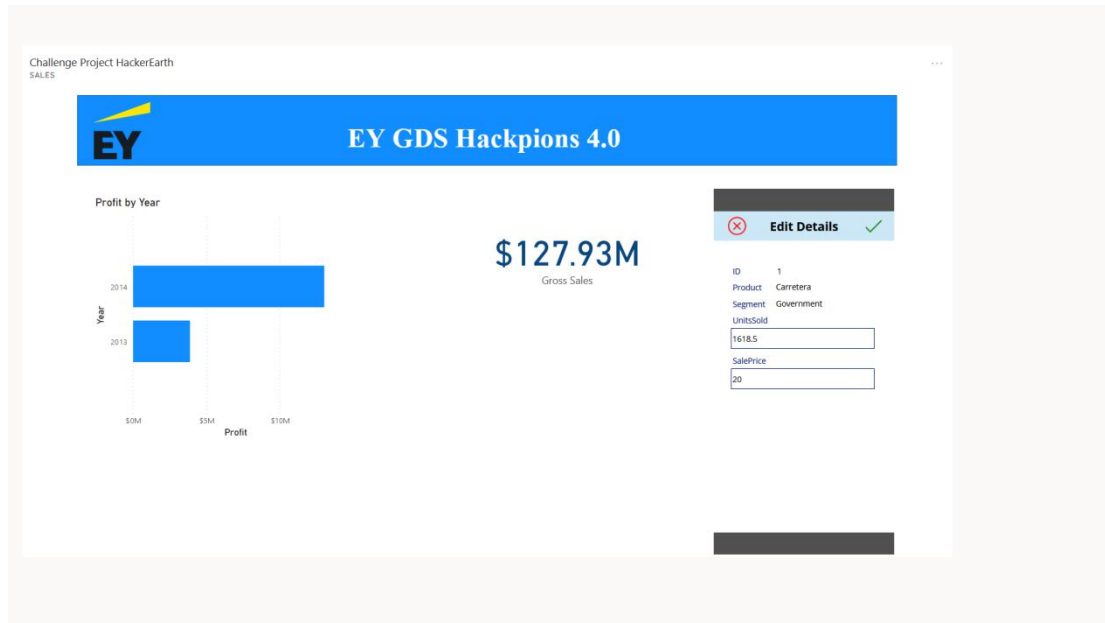 Challenge Project HackerEarth
SALES
EY
EY GDS Hackpions 4.0
Profit by Year
2014
2013
Year
$0M $5M $10M
Profit
$127.93M
Gross Sales
Edit Details
ID 1
Product Carretera
Segment Government
UnitsSold
1618.5
SalePrice
20